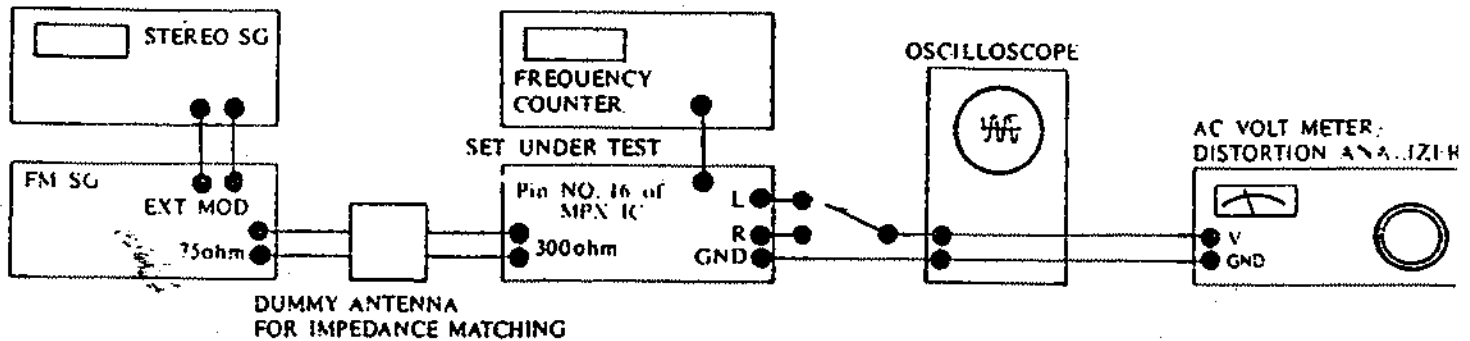 STEREO SG
FREQUENCY
COUNTER
OSCILLOSCOPE
AC VOLT METER
DISTORTION
SET UNDER TEST
FM SG
EXT MOD
75ohm
Pin NO. 16 of
MPX IC
300ohm
L
R
GND
V
GND
DUMMY ANTENNA
FOR IMPEDANCE MATCHING